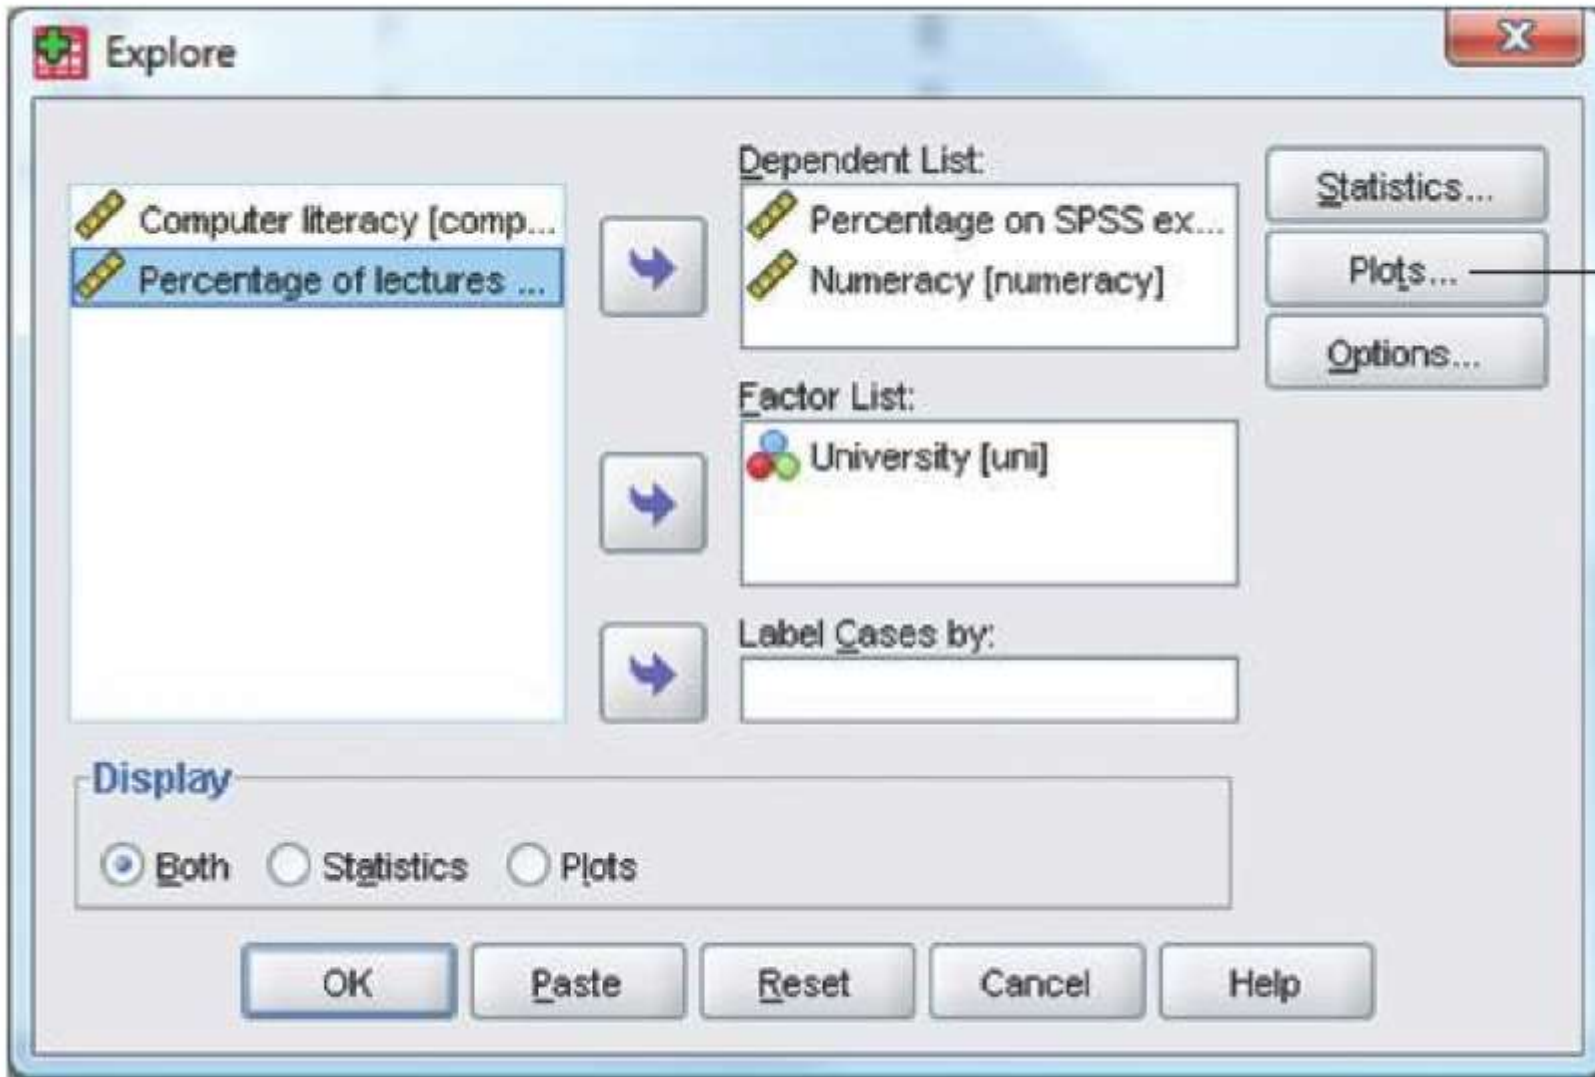 Explore
Computer literacy [comp...
Percentage of lectures ...
Dependent List:
Percentage on SPSS ex...
Numeracy [numeracy]
Factor List:
University [uni]
Label Cases by:
Statistics...
Plots...
Options...
Display
Both
Statistics
Plots
OK
Paste
Reset
Cancel
Help